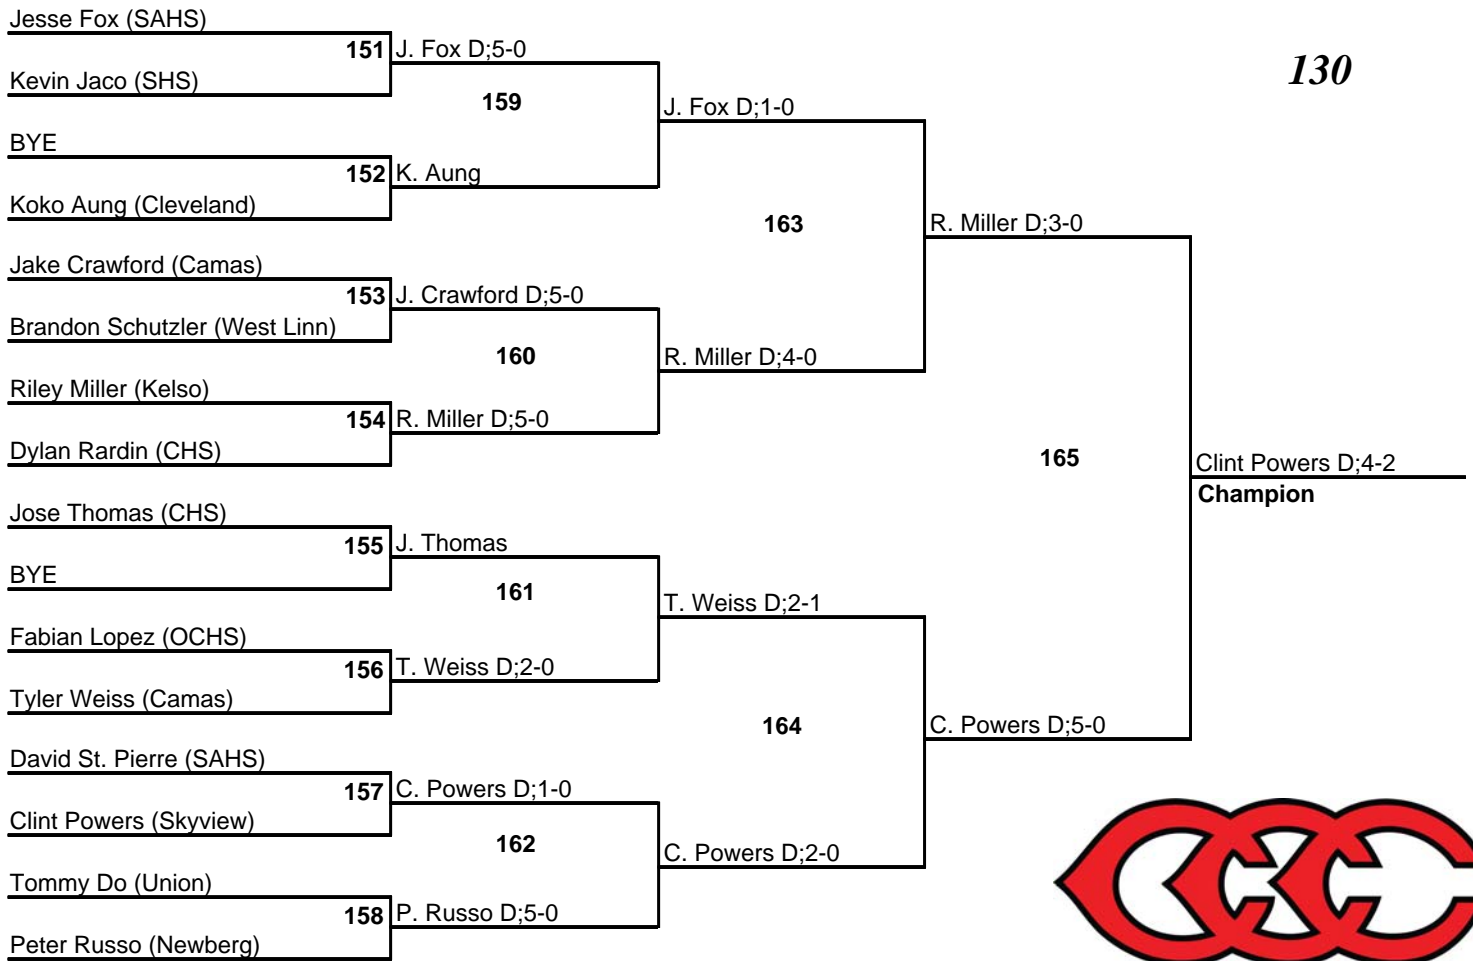 Jesse Fox (SAHS)
151 J. Fox D;5-0
130
Kevin Jaco (SHS)
159
J. Fox D;1-0
BYE
152 K. Aung
Koko Aung (Cleveland)
163
R. Miller D;3-0
Jake Crawford (Camas)
153 J. Crawford D;5-0
Brandon Schutzler (West Linn)
160
R. Miller D;4-0
Riley Miller (Kelso)
154 R. Miller D;5-0
Dylan Rardin (CHS)
165
Clint Powers D;4-2
Champion
Jose Thomas (CHS)
155 J. Thomas
BYE
161
T. Weiss D;2-1
Fabian Lopez (OCHS)
156 T. Weiss D;2-0
Tyler Weiss (Camas)
164
C. Powers D;5-0
David St. Pierre (SAHS)
157 C. Powers D;1-0
Clint Powers (Skyview)
162
C. Powers D;2-0
Tommy Do (Union)
158 P. Russo D;5-0
Peter Russo (Newberg)
CCC